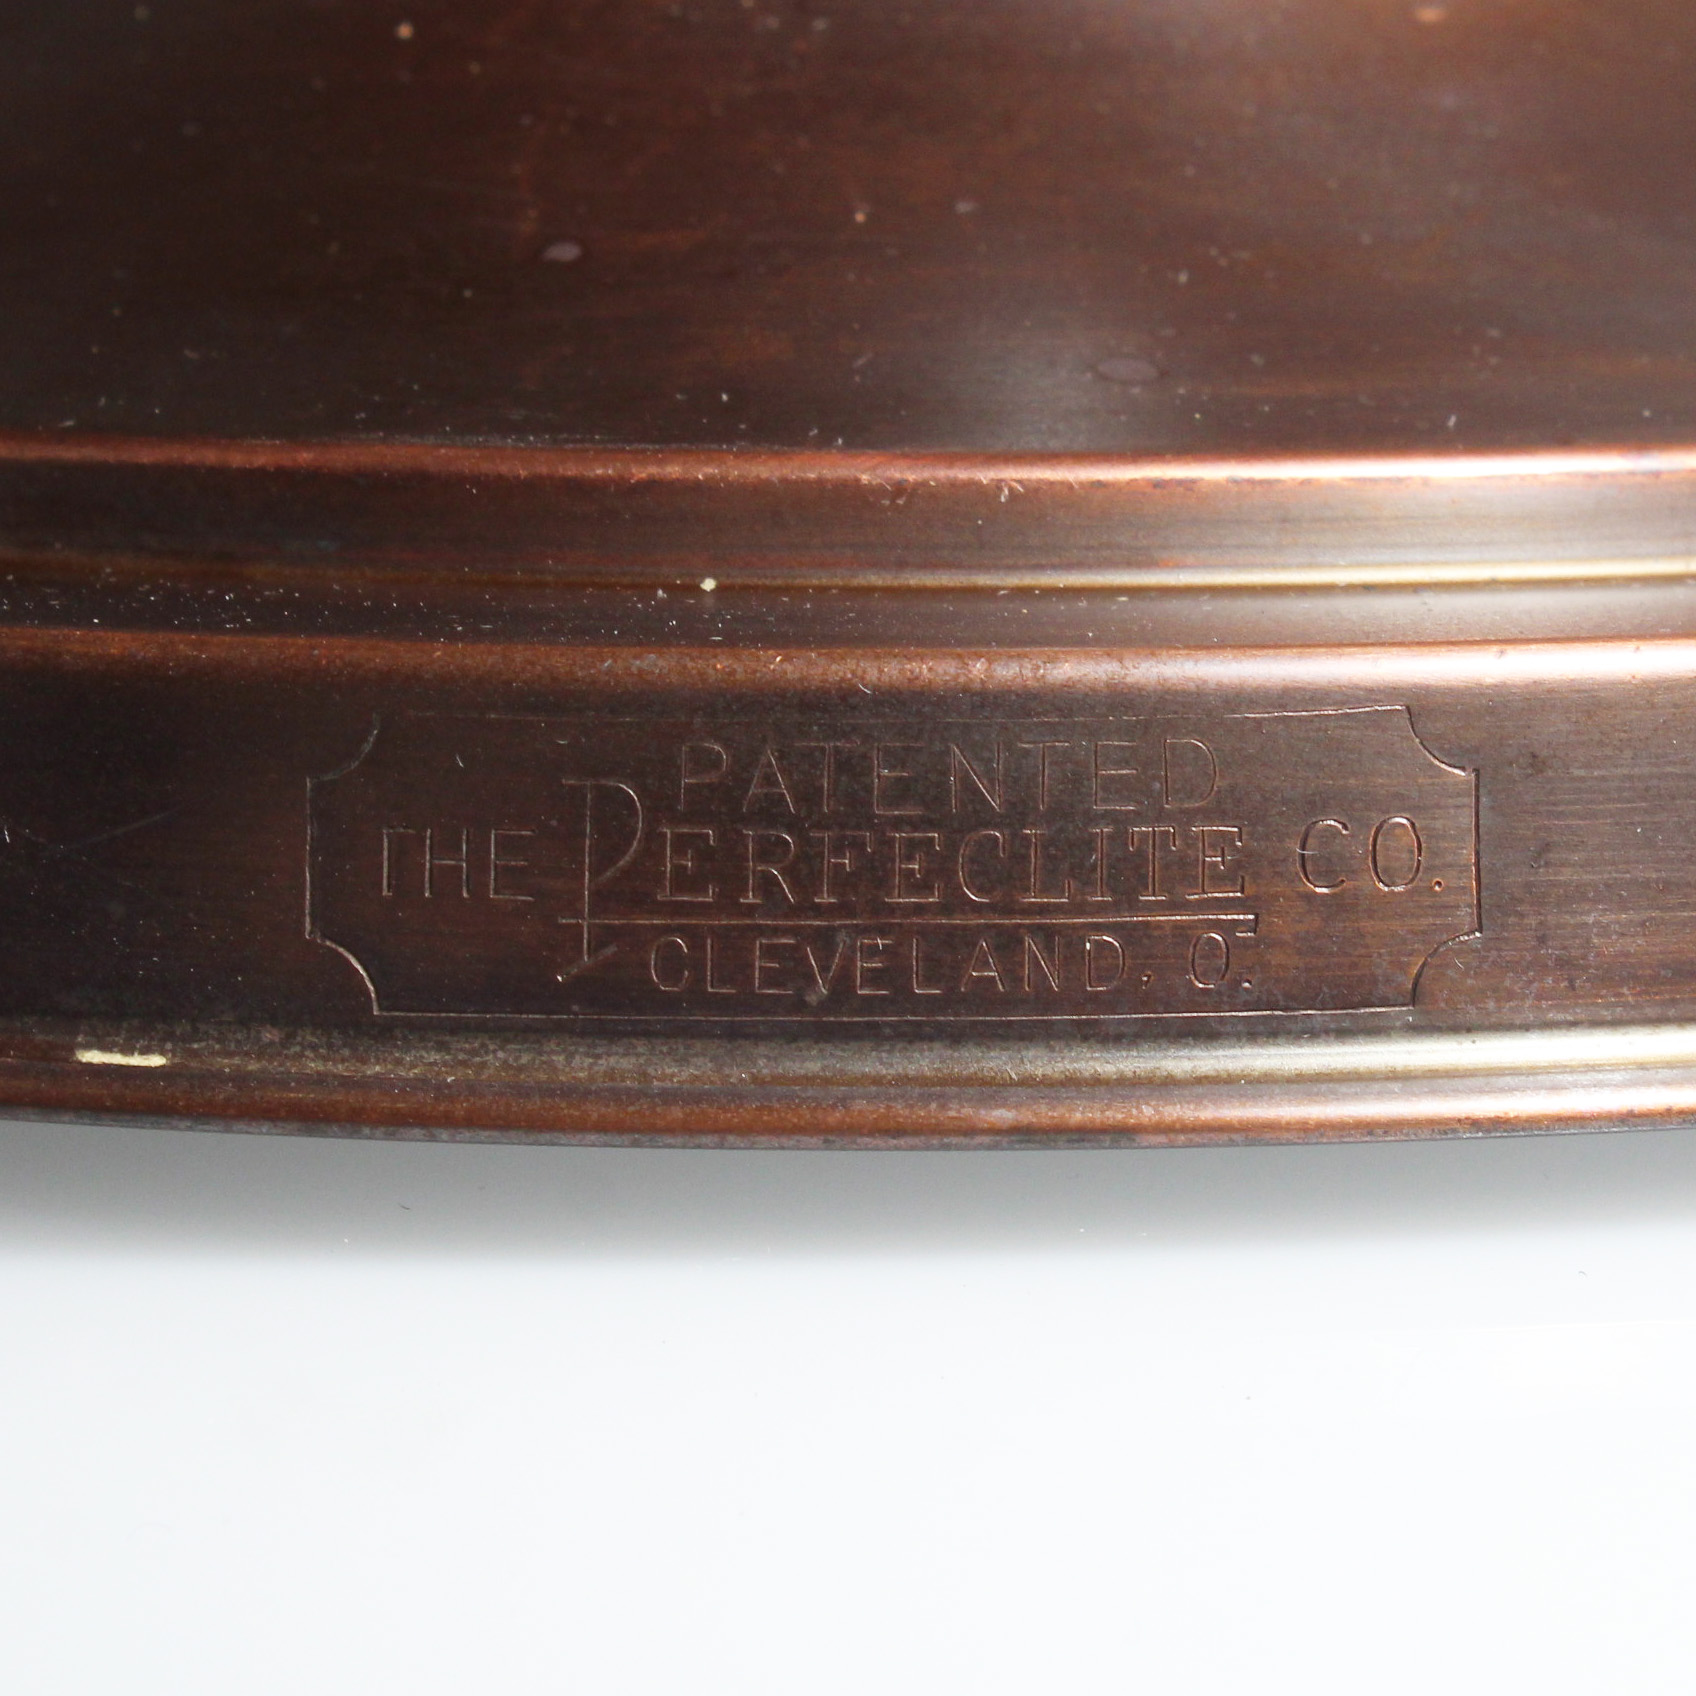 PATENTED
THE PERFECLITE CO.
CLEVELAND, O.